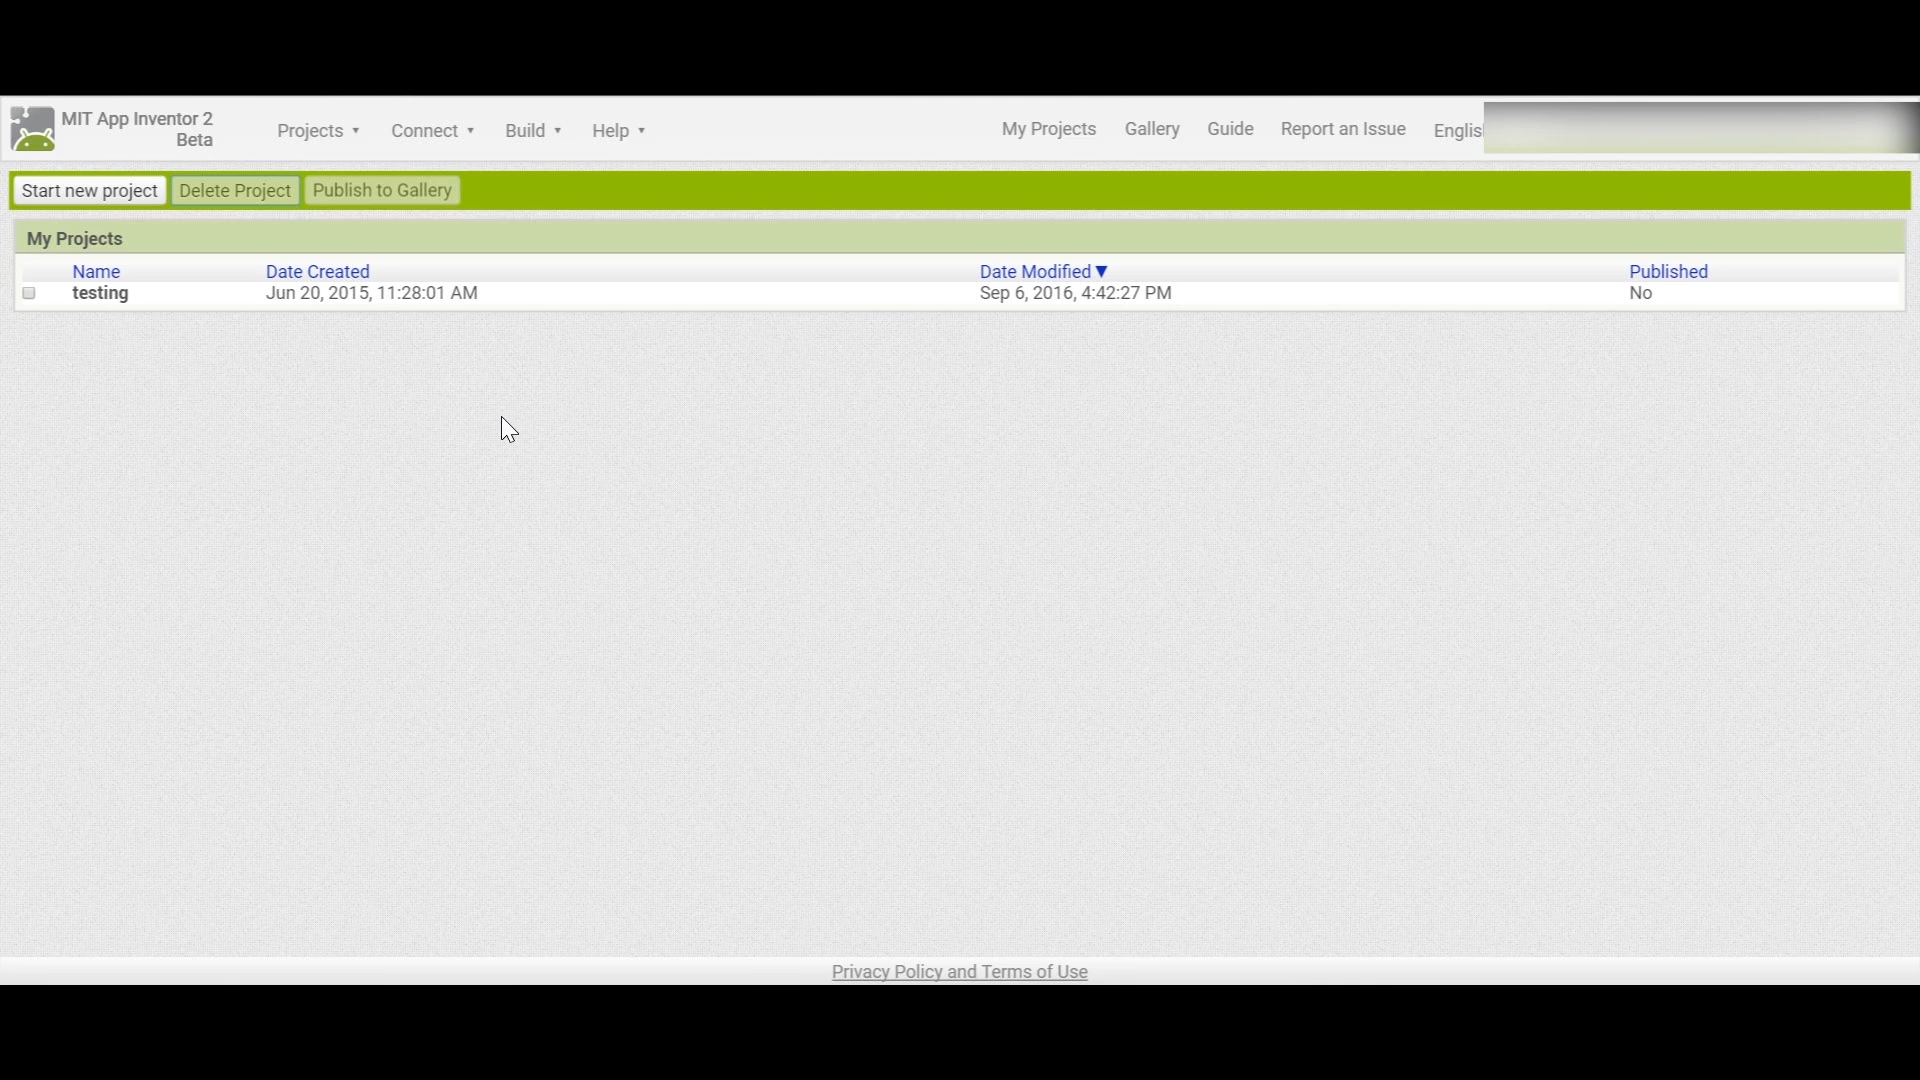 MIT App Inventor 2
Beta
Projects ▾ Connect ▾ Build ▾ Help ▾ My Projects Gallery Guide Report an Issue
Start new project Delete Project Publish to Gallery
My Projects
Name Date Created Date Modified▼ Published
testing Jun 20, 2015, 11:28:01 AM Sep 6, 2016, 4:42:27 PM No
Privacy Policy and Terms of Use